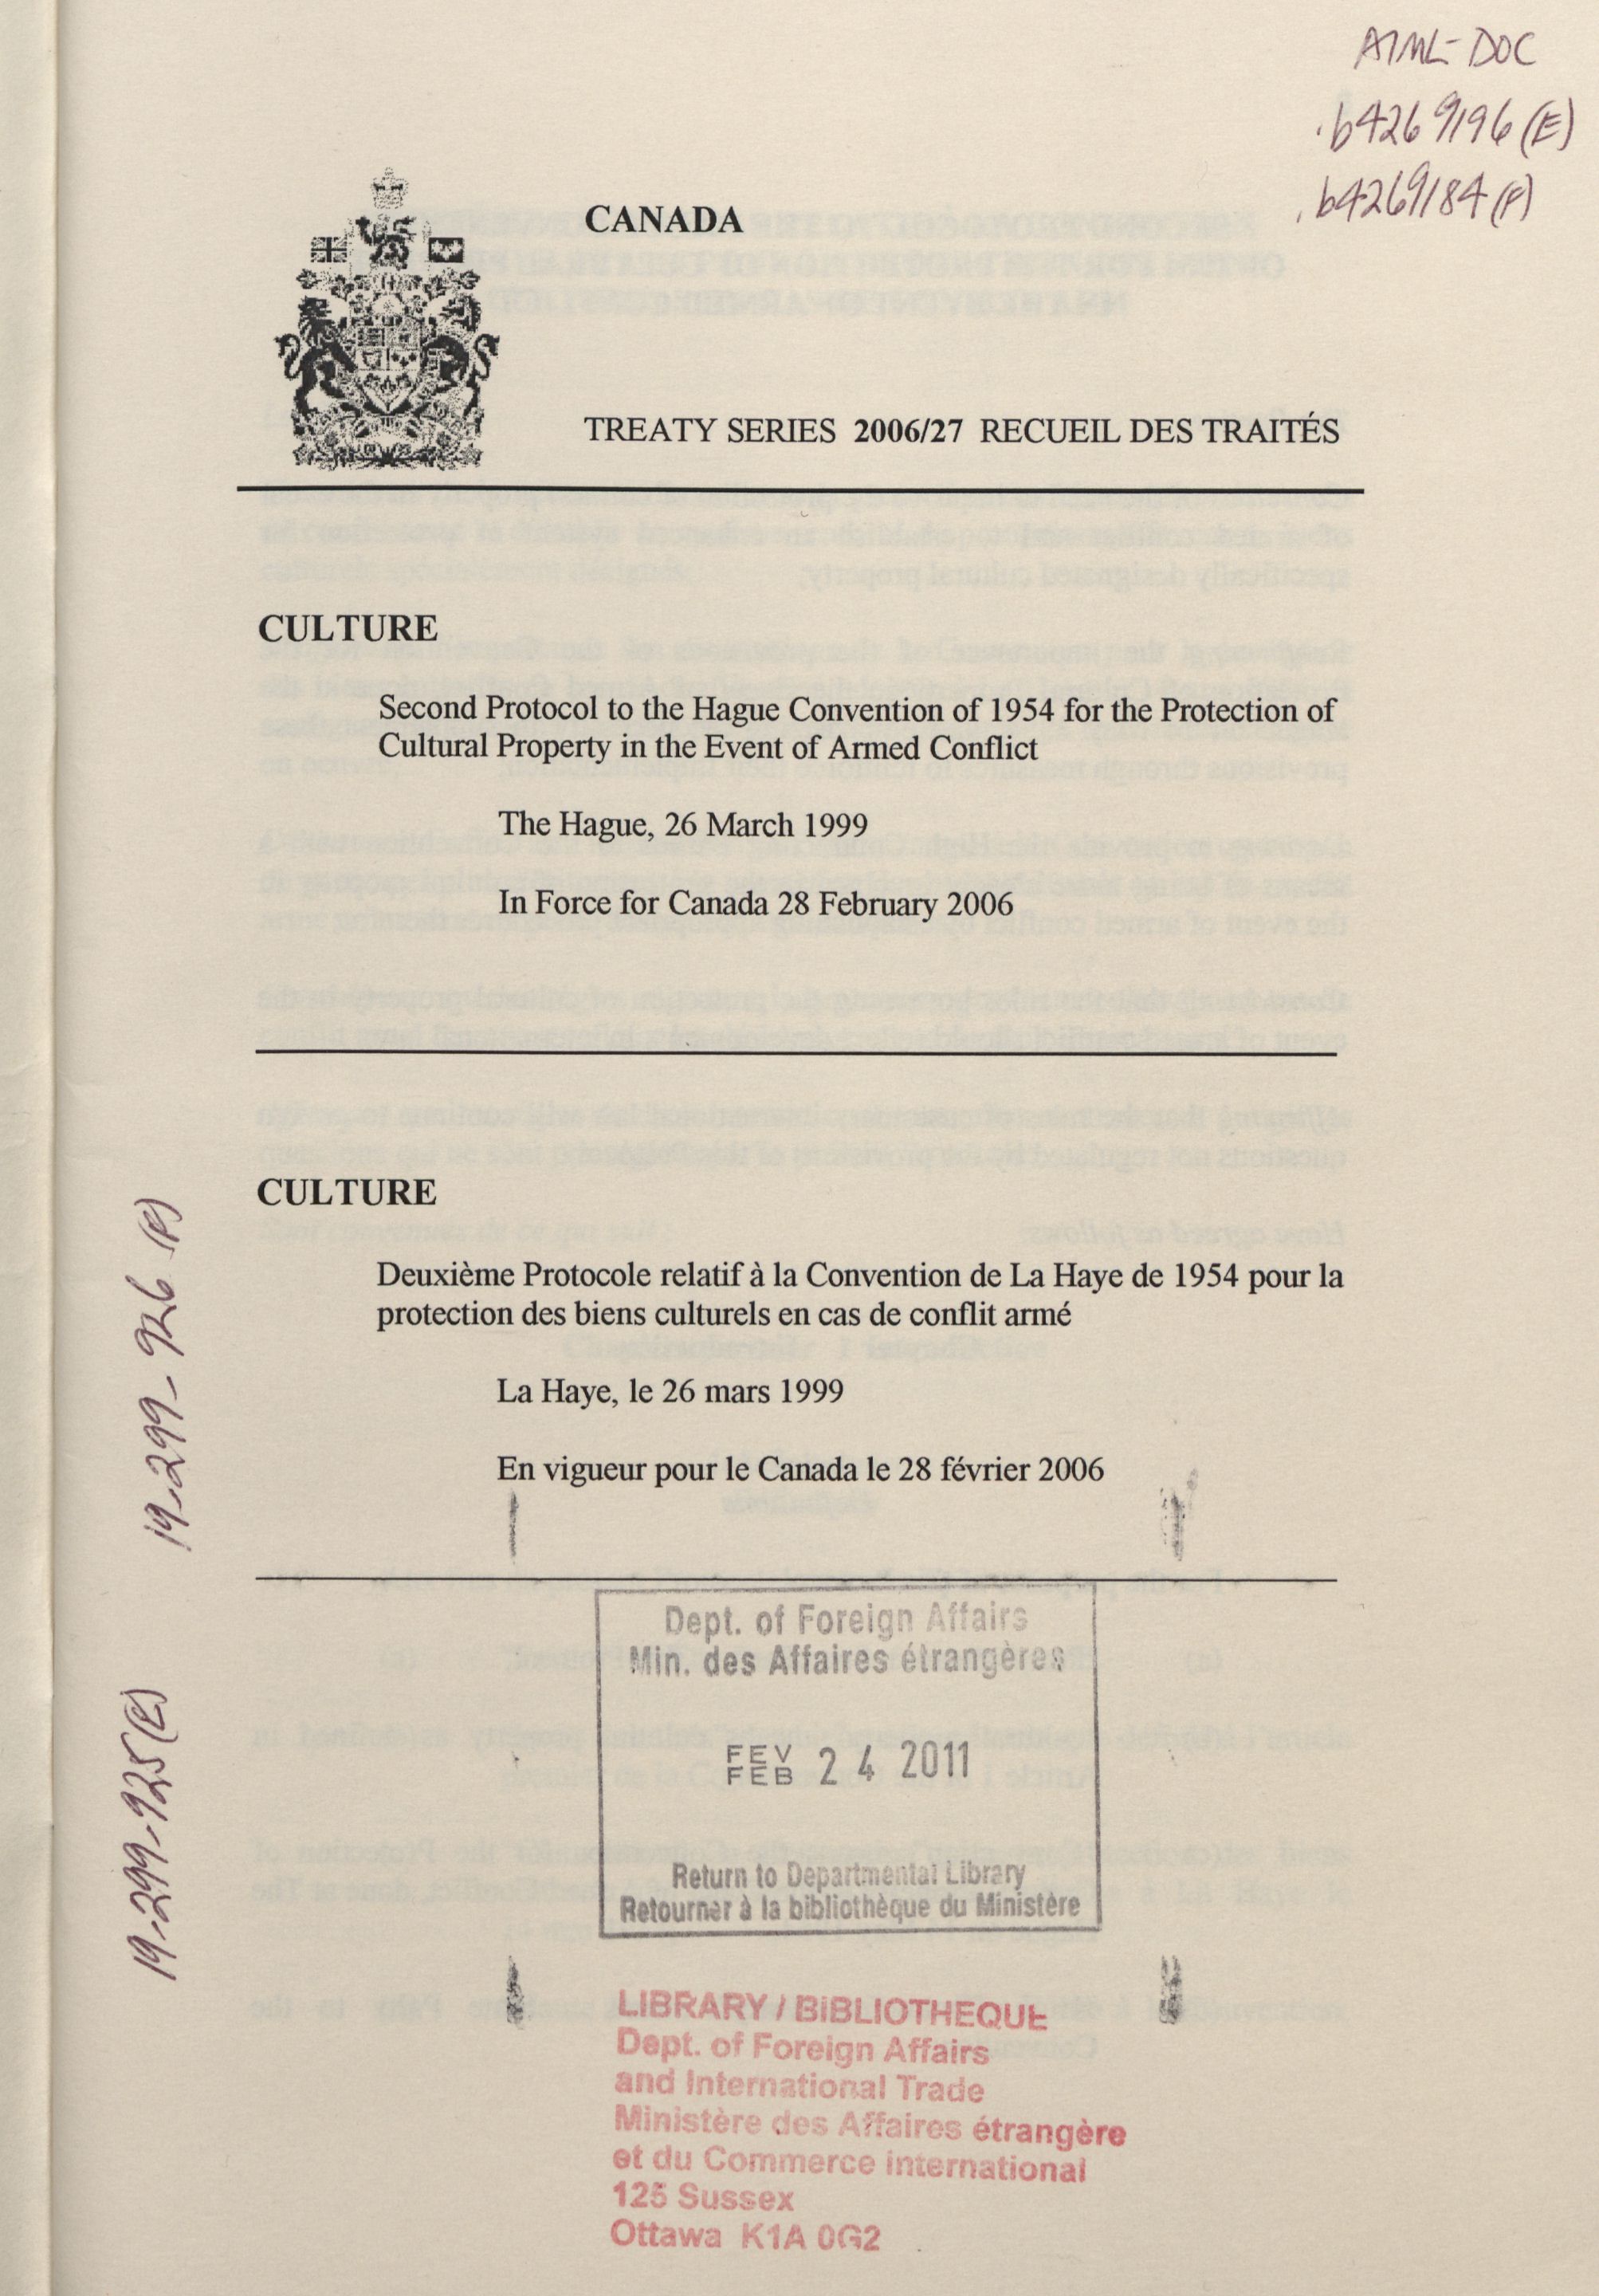 AIML-DOC
.b4269196 (E)
.b4269184 (F)
CANADA
TREATY SERIES 2006/27 RECUEIL DES TRAITÉS
CULTURE
Second Protocol to the Hague Convention of 1954 for the Protection of
Cultural Property in the Event of Armed Conflict
The Hague, 26 March 1999
In Force for Canada 28 February 2006
CULTURE
Deuxième Protocole relatif à la Convention de La Haye de 1954 pour la
protection des biens culturels en cas de conflit armé
La Haye, le 26 mars 1999
En vigueur pour le Canada le 28 février 2006
19-299-926 (F)
19-299-925 (E)
Dept. of Foreign Affairs
Min. des Affaires étrangères
FEV
FEB 24 2011
Return to Departmental Library
Retourner à la bibliothèque du Ministère
LIBRARY / BIBLIOTHEQUE
Dept. of Foreign Affairs
and International Trade
Ministère des Affaires étrangère
et du Commerce international
125 Sussex
Ottawa K1A 0G2